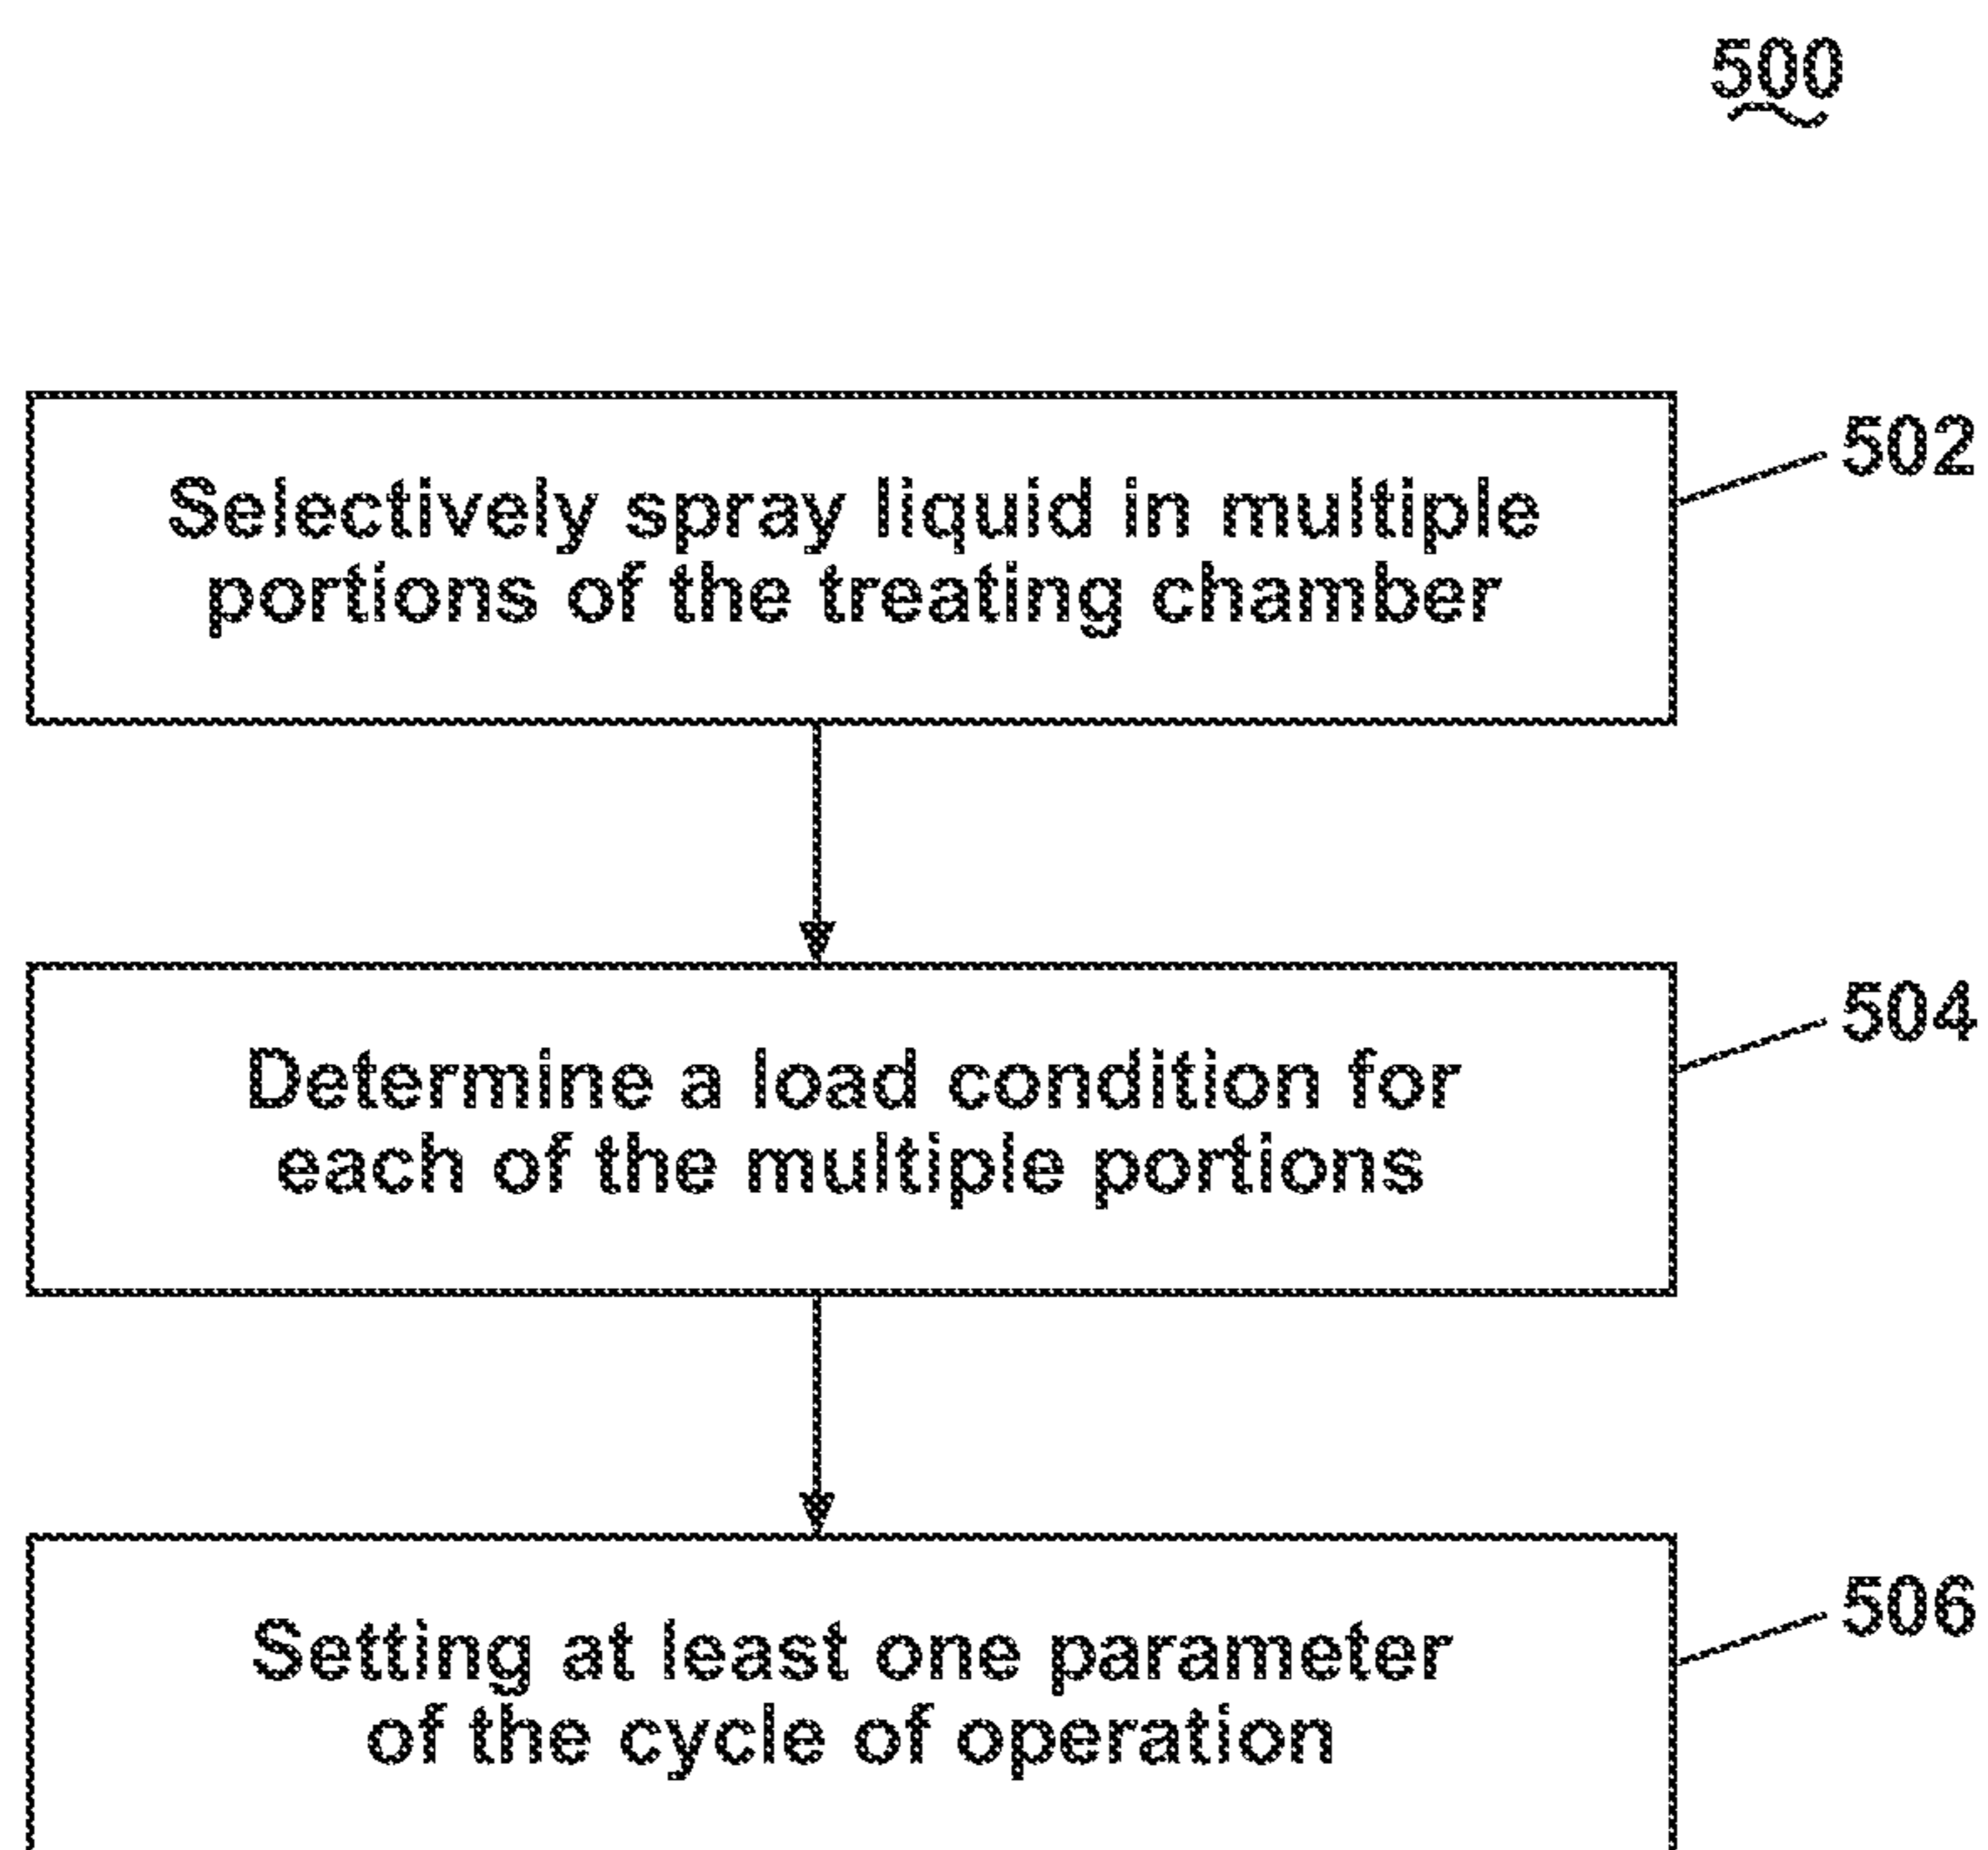 500
Selectively spray liquid in multiple
portions of the treating chamber
502
Determine a load condition for
each of the multiple portions
504
Setting at least one parameter
of the cycle of operation
506